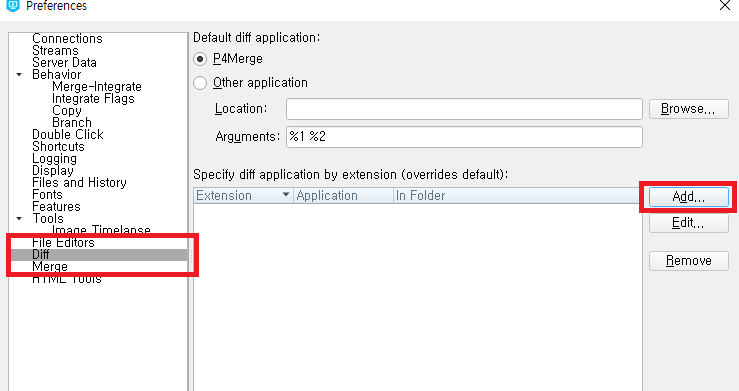 Preferences
Connections
Streams
Server Data
Behavior
Merge-Integrate
Integrate Flags
Copy
Branch
Double Click
Shortcuts
Logging
Display
Files and History
Fonts
Features
Tools
Image Timelapse
File Editors
Diff
Merge
HTML Tools
Default diff application:
P4Merge
Other application
Location:
Browse...
Arguments: %1 %2
Specify diff application by extension (overrides default):
Extension Application In Folder
Add...
Edit...
Remove